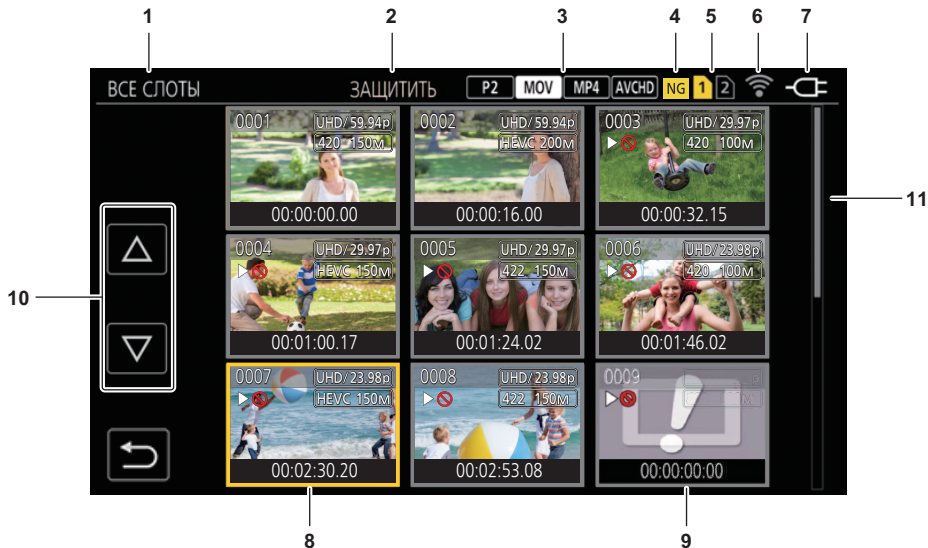 1 2 3 4 5 6 7
ВСЕ СЛОТЫ ЗАЩИТИТЬ P2 MOV MP4 AVCHD NG 1 2
0001 UHD/59.94p 0002 UHD/59.94p 0003 UHD/29.97p
420 150M HEVC 200M 420 100M
00:00:00.00 00:00:16.00 00:00:32.15
11
0004 UHD/29.97p 0005 UHD/29.97p 0006 UHD/23.98p
HEVC 150M 422 150M 420 100M
10
00:01:00.17 00:01:24.02 00:01:46.02
0007 UHD/23.98p 0008 UHD/23.98p 0009
HEVC 150M 422 150M
00:02:30.20 00:02:53.08 00:00:00:00
8 9